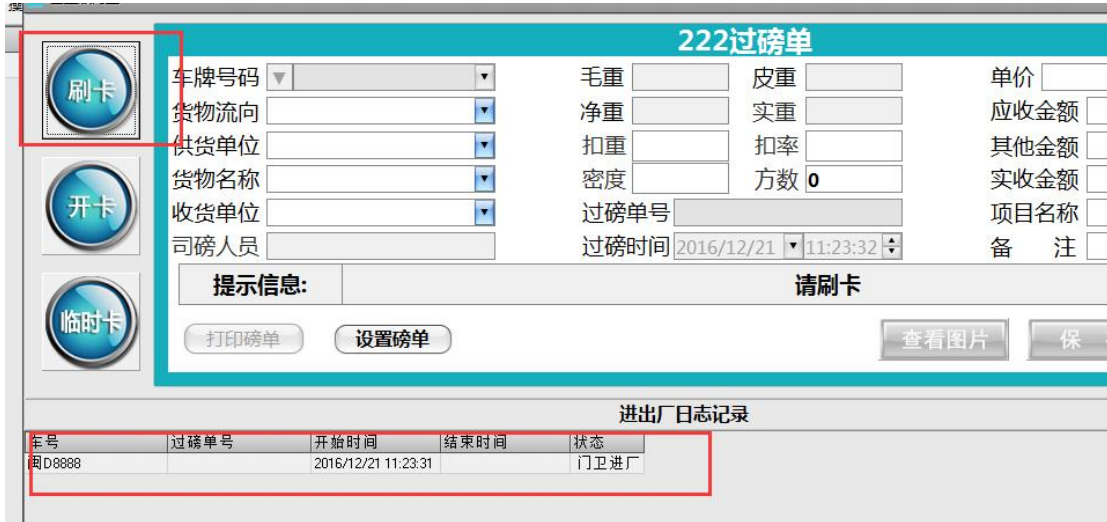 222过磅单
刷卡
车牌号码 毛重 皮重 单价
货物流向 净重 实重 应收金额
供货单位 扣重 扣率 其他金额
货物名称 密度 方数 0 实收金额
开卡
收货单位 过磅单号 项目名称
司磅人员 过磅时间 2016/12/21 11:23:32 备 注
提示信息: 请刷卡
临时卡
打印磅单 设置磅单 查看图片 保
进出厂日志记录
车号 过磅单号 开始时间 结束时间 状态
闽D8888 2016/12/21 11:23:31 门卫进厂